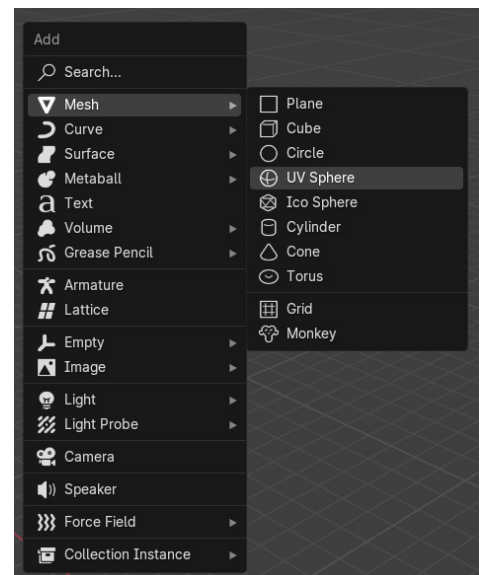 Add
Search...
Mesh
Curve
Surface
Metaball
Text
Volume
Grease Pencil
Armature
Lattice
Empty
Image
Light
Light Probe
Camera
Speaker
Force Field
Collection Instance
Plane
Cube
Circle
UV Sphere
Ico Sphere
Cylinder
Cone
Torus
Grid
Monkey